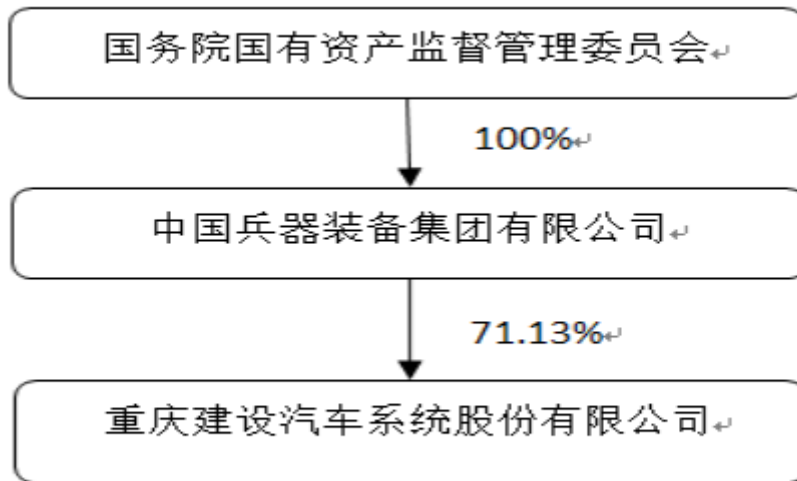 国务院国有资产监督管理委员会
100%
中国兵器装备集团有限公司
71.13%
重庆建设汽车系统股份有限公司